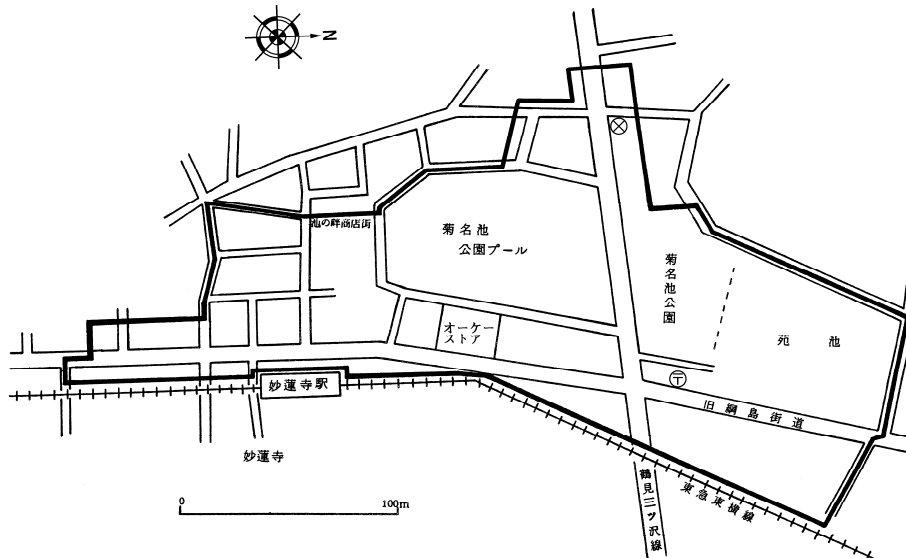 N
池の畔商店街
菊名池
公園プール
菊名池公園
苑池
オーケー
ストア
妙蓮寺駅
旧綱島街道
妙蓮寺
鶴見三ツ沢線
東急東横線
0 100m